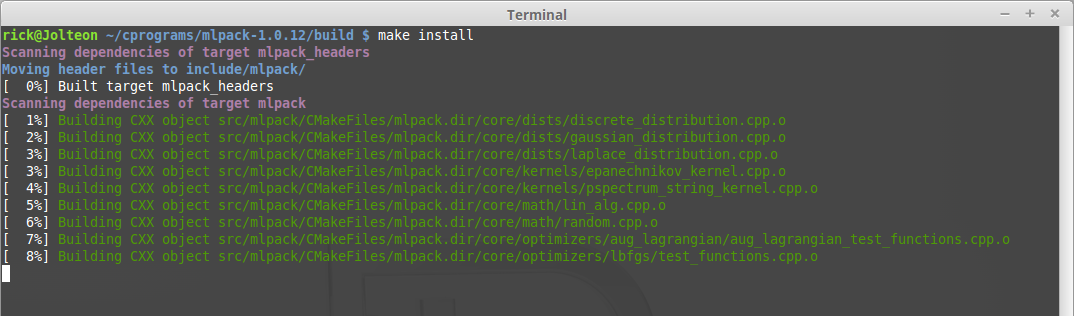 Terminal
rick@Jolteon ~/cprograms/mlpack-1.0.12/build $ make install
Scanning dependencies of target mlpack_headers
Moving header files to include/mlpack/
[  0%] Built target mlpack_headers
Scanning dependencies of target mlpack
[  1%] Building CXX object src/mlpack/CMakeFiles/mlpack.dir/core/dists/discrete_distribution.cpp.o
[  2%] Building CXX object src/mlpack/CMakeFiles/mlpack.dir/core/dists/gaussian_distribution.cpp.o
[  3%] Building CXX object src/mlpack/CMakeFiles/mlpack.dir/core/dists/laplace_distribution.cpp.o
[  3%] Building CXX object src/mlpack/CMakeFiles/mlpack.dir/core/kernels/epanechnikov_kernel.cpp.o
[  4%] Building CXX object src/mlpack/CMakeFiles/mlpack.dir/core/kernels/pspectrum_string_kernel.cpp.o
[  5%] Building CXX object src/mlpack/CMakeFiles/mlpack.dir/core/math/lin_alg.cpp.o
[  6%] Building CXX object src/mlpack/CMakeFiles/mlpack.dir/core/math/random.cpp.o
[  7%] Building CXX object src/mlpack/CMakeFiles/mlpack.dir/core/optimizers/aug_lagrangian/aug_lagrangian_test_functions.cpp.o
[  8%] Building CXX object src/mlpack/CMakeFiles/mlpack.dir/core/optimizers/lbfgs/test_functions.cpp.o